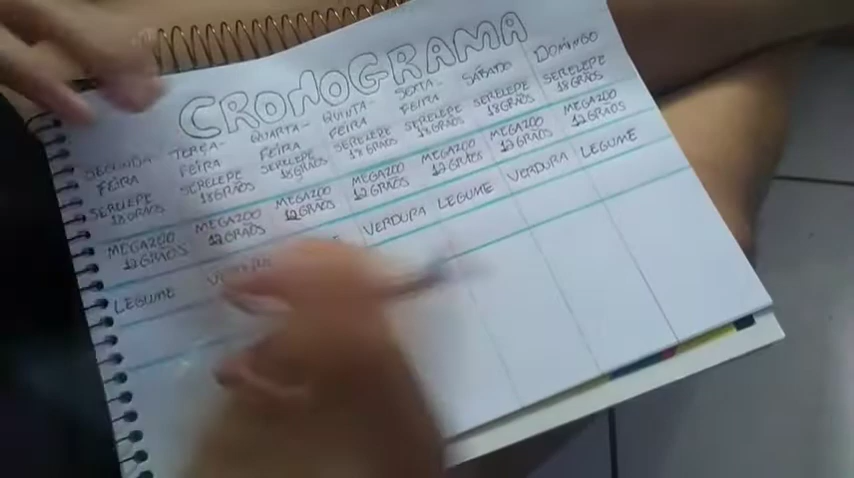 CRONOGRAMA
SEGUNDA- TERÇA- QUARTA- QUINTA- SEXTA- SÁBADO DOMINGO
FEIRA FEIRA FEIRA FEIRA FEIRA
SERELEPE SERELEPE SERELEPE SERELEPE SERELEPE SERELEPE SERELEPE
18 GRÃOS 18 GRÃOS 18 GRÃOS 18 GRÃOS 18 GRÃOS 18 GRÃOS 18 GRÃOS
MEGAZOO MEGAZOO MEGAZOO MEGAZOO MEGAZOO MEGAZOO MEGAZOO
12 GRÃOS 12 GRÃOS 12 GRÃOS 12 GRÃOS 12 GRÃOS 12 GRÃOS 12 GRÃOS
LEGUME VERDURA VERDURA LEGUME VERDURA LEGUME